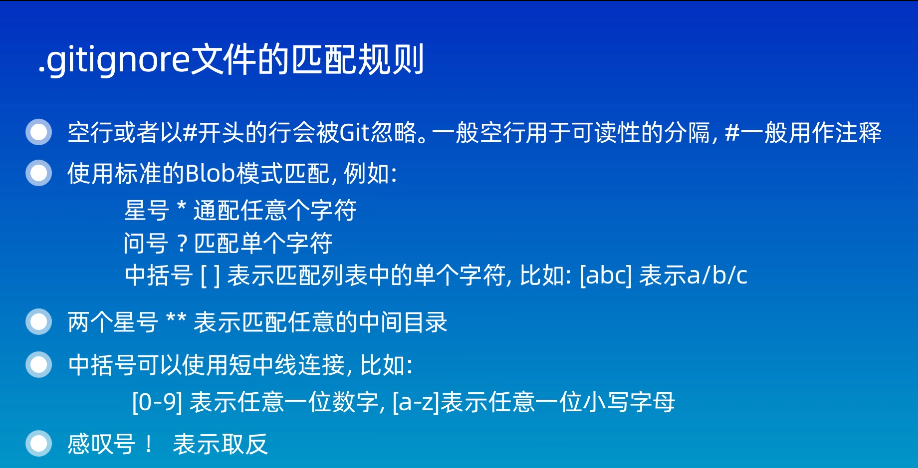 .gitignore文件的匹配规则
空行或者以#开头的行会被Git忽略。一般空行用于可读性的分隔, #一般用作注释
使用标准的Blob模式匹配, 例如:
星号 * 通配任意个字符
问号 ? 匹配单个字符
中括号 [ ] 表示匹配列表中的单个字符, 比如: [abc] 表示a/b/c
两个星号 ** 表示匹配任意的中间目录
中括号可以使用短中线连接, 比如:
[0-9] 表示任意一位数字, [a-z]表示任意一位小写字母
感叹号 ！ 表示取反